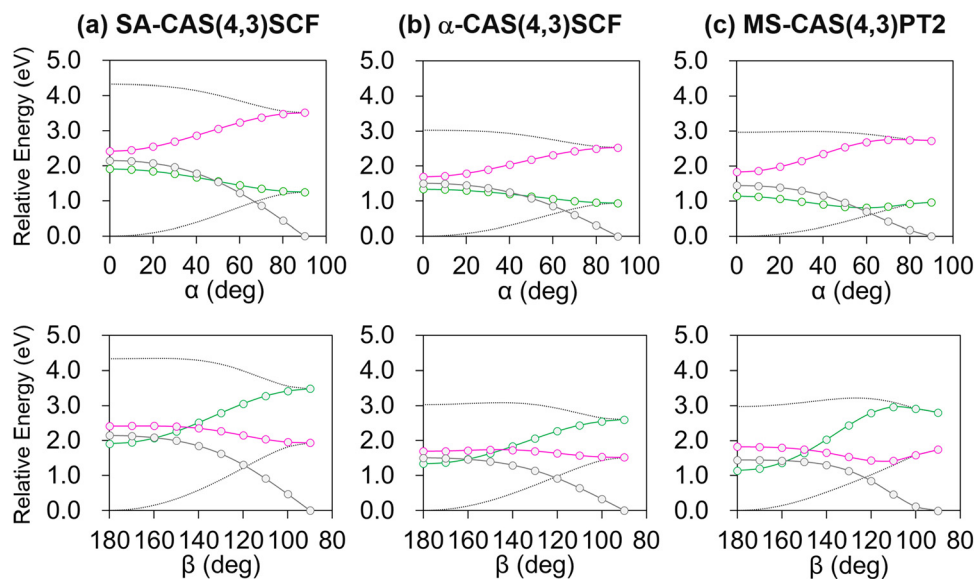 (a) SA-CAS(4,3)SCF
(b) α-CAS(4,3)SCF
(c) MS-CAS(4,3)PT2
Relative Energy (eV)
5.0
4.0
3.0
2.0
1.0
0.0
0 20 40 60 80 100
α (deg)
5.0
4.0
3.0
2.0
1.0
0.0
0 20 40 60 80 100
α (deg)
5.0
4.0
3.0
2.0
1.0
0.0
0 20 40 60 80 100
α (deg)
Relative Energy (eV)
5.0
4.0
3.0
2.0
1.0
0.0
180 160 140 120 100 80
β (deg)
5.0
4.0
3.0
2.0
1.0
0.0
180 160 140 120 100 80
β (deg)
5.0
4.0
3.0
2.0
1.0
0.0
180 160 140 120 100 80
β (deg)